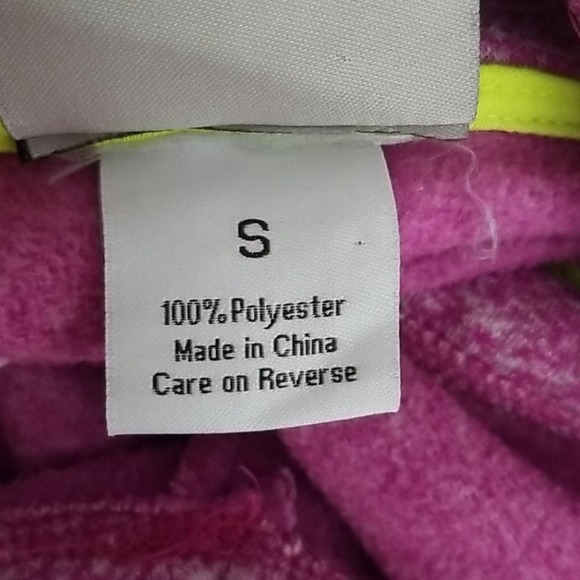 S
100% Polyester
Made in China
Care on Reverse